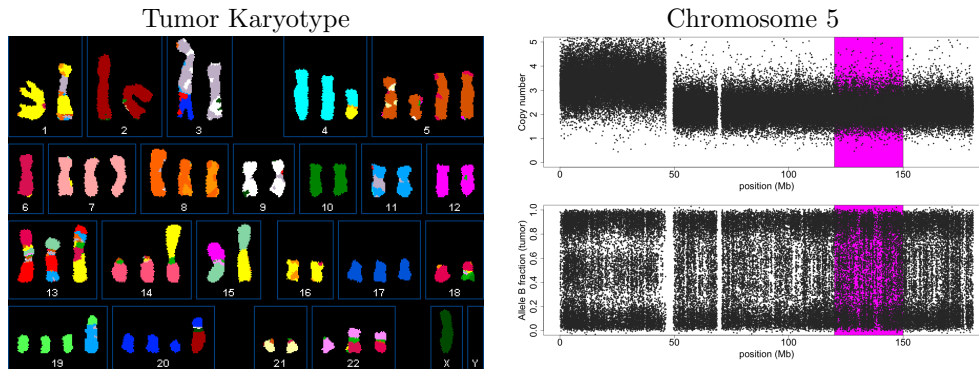 Tumor Karyotype
1 2 3 4 5
6 7 8 9 10 11 12
13 14 15 16 17 18
19 20 21 22 X Y
Chromosome 5
Copy number
5
4
3
2
1
0
0 50 100 150
position (Mb)
Allele B fraction (tumor)
1.0
0.8
0.6
0.4
0.2
0.0
0 50 100 150
position (Mb)